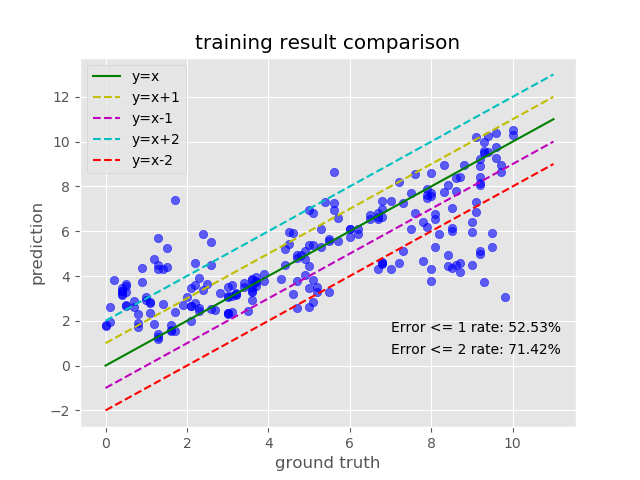 training result comparison
y=x
y=x+1
y=x-1
y=x+2
y=x-2
12
10
8
6
4
2
0
−2
prediction
Error <= 1 rate: 52.53%
Error <= 2 rate: 71.42%
0 2 4 6 8 10
ground truth